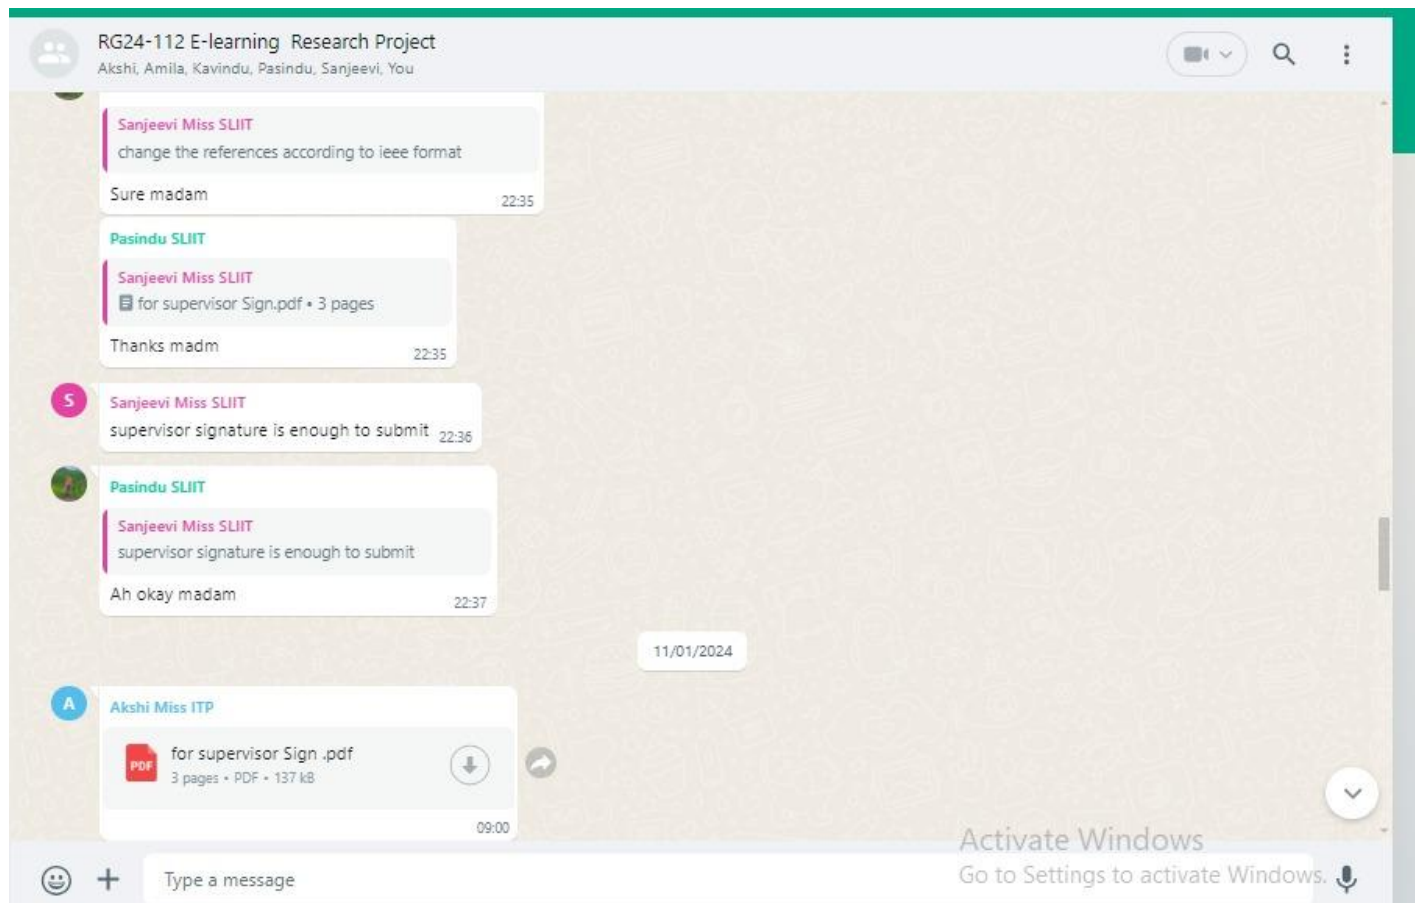 RG24-112 E-learning Research Project
Akshi, Amila, Kavindu, Pasindu, Sanjeevi, You
Sanjeevi Miss SLIIT
change the references according to ieee format
Sure madam
22:35
Pasindu SLIIT
Sanjeevi Miss SLIIT
for supervisor Sign.pdf • 3 pages
Thanks madm
22:35
S
Sanjeevi Miss SLIIT
supervisor signature is enough to submit 22:36
Pasindu SLIIT
Sanjeevi Miss SLIIT
supervisor signature is enough to submit
Ah okay madam
22:37
11/01/2024
A
Akshi Miss ITP
PDF
for supervisor Sign .pdf
3 pages • PDF • 137 kB
09:00
Activate Windows
Go to Settings to activate Windows.
Type a message